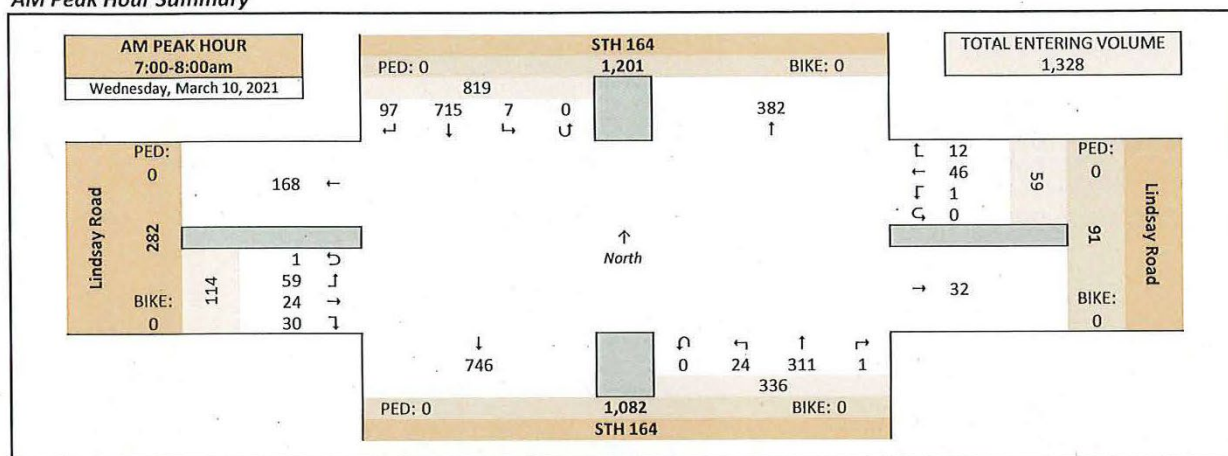 AM Peak Hour Summary
AM PEAK HOUR
7:00-8:00am
Wednesday, March 10, 2021
STH 164
PED: 0 1,201 BIKE: 0
TOTAL ENTERING VOLUME
1,328
819
97 715 7 0
↵ ↓ ↳ ↺
382
↑
Lindsay Road
PED:
0
282
BIKE:
0
168 ←
114
1 ⮌
59 ↑
24 →
30 ↴
↑
North
↑ 12
← 46
↓ 1
⮎ 0
59
→ 32
PED:
0
91
BIKE:
0
Lindsay Road
↓
746
↶ ↰ ↑ ↱
0 24 311 1
336
PED: 0 1,082 BIKE: 0
STH 164